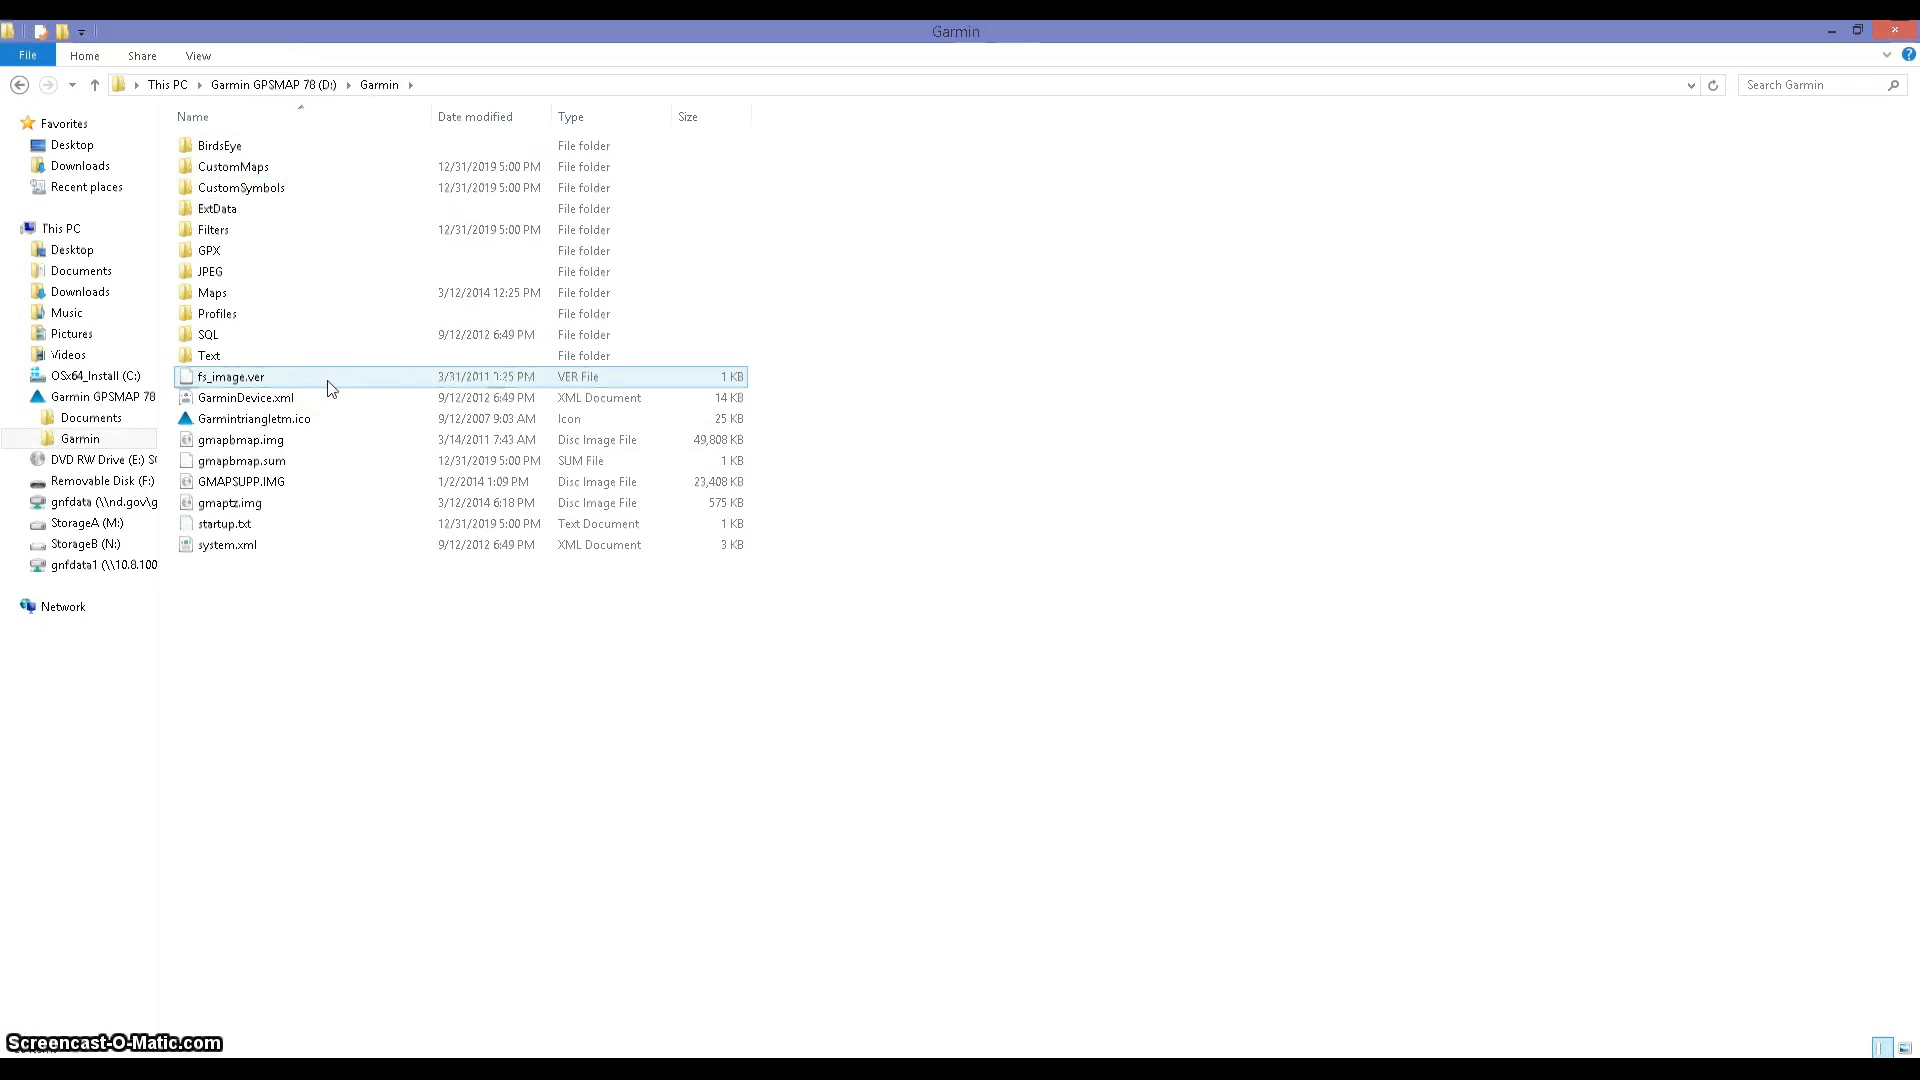 Garmin
File Home Share View
This PC Garmin GPSMAP 78 (D:) Garmin Search Garmin
Name Date modified Type Size
Favorites
Desktop
Downloads
Recent places
This PC
Desktop
Documents
Downloads
Music
Pictures
Videos
OSx64_Install (C:)
Garmin GPSMAP 78
Documents
Garmin
DVD RW Drive (E:) SC
Removable Disk (F:)
gnfdata (\\nd.gov\g
StorageA (M:)
StorageB (N:)
gnfdata1 (\\10.8.100
Network
BirdsEye File folder
CustomMaps 12/31/2019 5:00 PM File folder
CustomSymbols 12/31/2019 5:00 PM File folder
ExtData File folder
Filters 12/31/2019 5:00 PM File folder
GPX File folder
JPEG File folder
Maps 3/12/2014 12:25 PM File folder
Profiles File folder
SQL 9/12/2012 6:49 PM File folder
Text File folder
fs_image.ver 3/31/2011 PM VER File 1 KB
GarminDevice.xml 9/12/2012 6:49 PM XML Document 14 KB
Garmintriangletm.ico 9/12/2007 9:03 AM Icon 25 KB
gmapbmap.img 3/14/2011 7:43 AM Disc Image File 49,808 KB
gmapbmap.sum 12/31/2019 5:00 PM SUM File 1 KB
GMAPSUPP.IMG 1/2/2014 1:09 PM Disc Image File 23,408 KB
gmaptz.img 3/12/2014 6:18 PM Disc Image File 575 KB
startup.txt 12/31/2019 5:00 PM Text Document 1 KB
system.xml 9/12/2012 6:49 PM XML Document 3 KB
Screencast-O-Matic.com